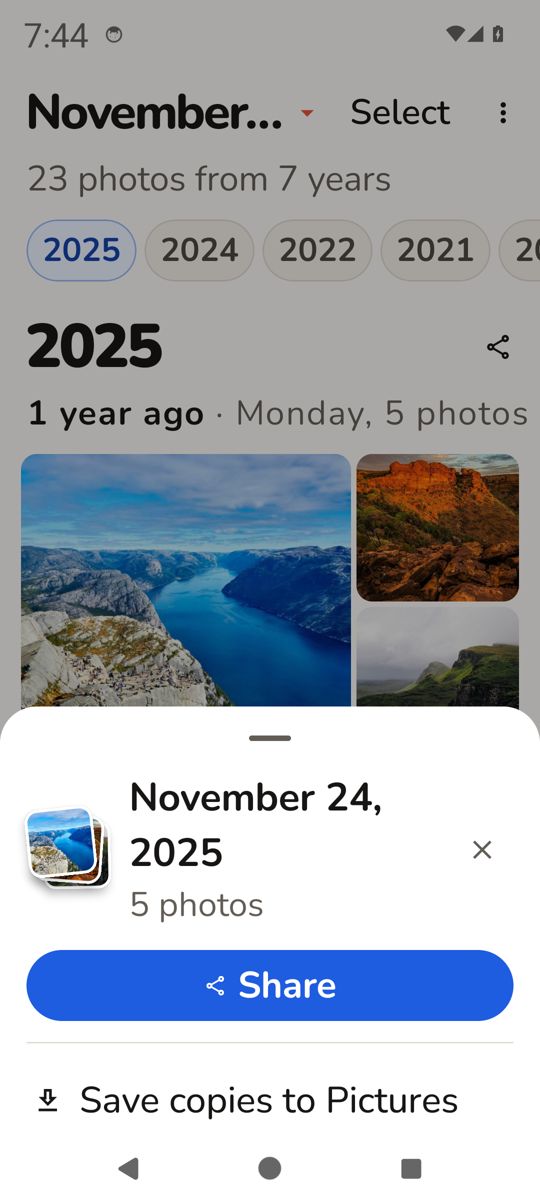 7:44
November... Select
23 photos from 7 years
2025 2024 2022 2021 20
2025
1 year ago · Monday, 5 photos
November 24,
2025
5 photos
Share
Save copies to Pictures